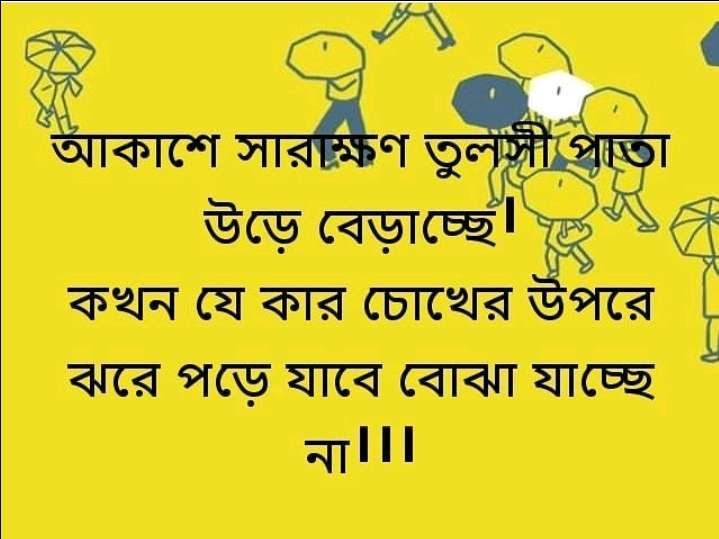 আকাশে সারাক্ষণ তুলসী পাতা
উড়ে বেড়াচ্ছে।
কখন যে কার চোখের উপরে
ঝরে পড়ে যাবে বোঝা যাচ্ছে
না।।।